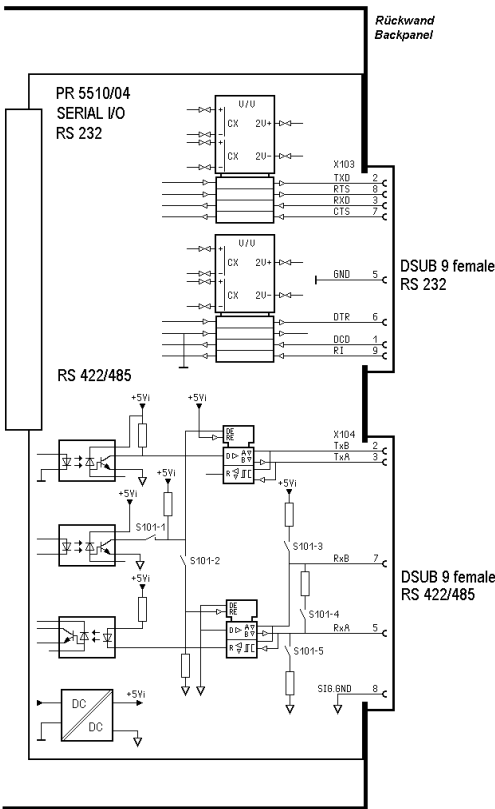 Rückwand
Backpanel
PR 5510/04
SERIAL I/O
RS 232
U/U
+ CX 2V+
-
+ CX 2V-
-
X103
TXD 2
RTS 8
RXD 3
CTS 7
U/U
+ CX 2V+
-
+ CX 2V-
-
GND 5
DSUB 9 female
RS 232
DTR 6
DCD 1
RI 9
RS 422/485
+5Vi +5Vi
X104
DE
RE
D A
B
R
TxB 2
TxA 3
+5Vi
+5Vi
+5Vi
S101-1
S101-2
S101-3
RxB 7
DSUB 9 female
RS 422/485
+5Vi
S101-4
DE
RE
D A
B
R
RxA 5
S101-5
SIG.GND 8
DC
DC
+5Vi